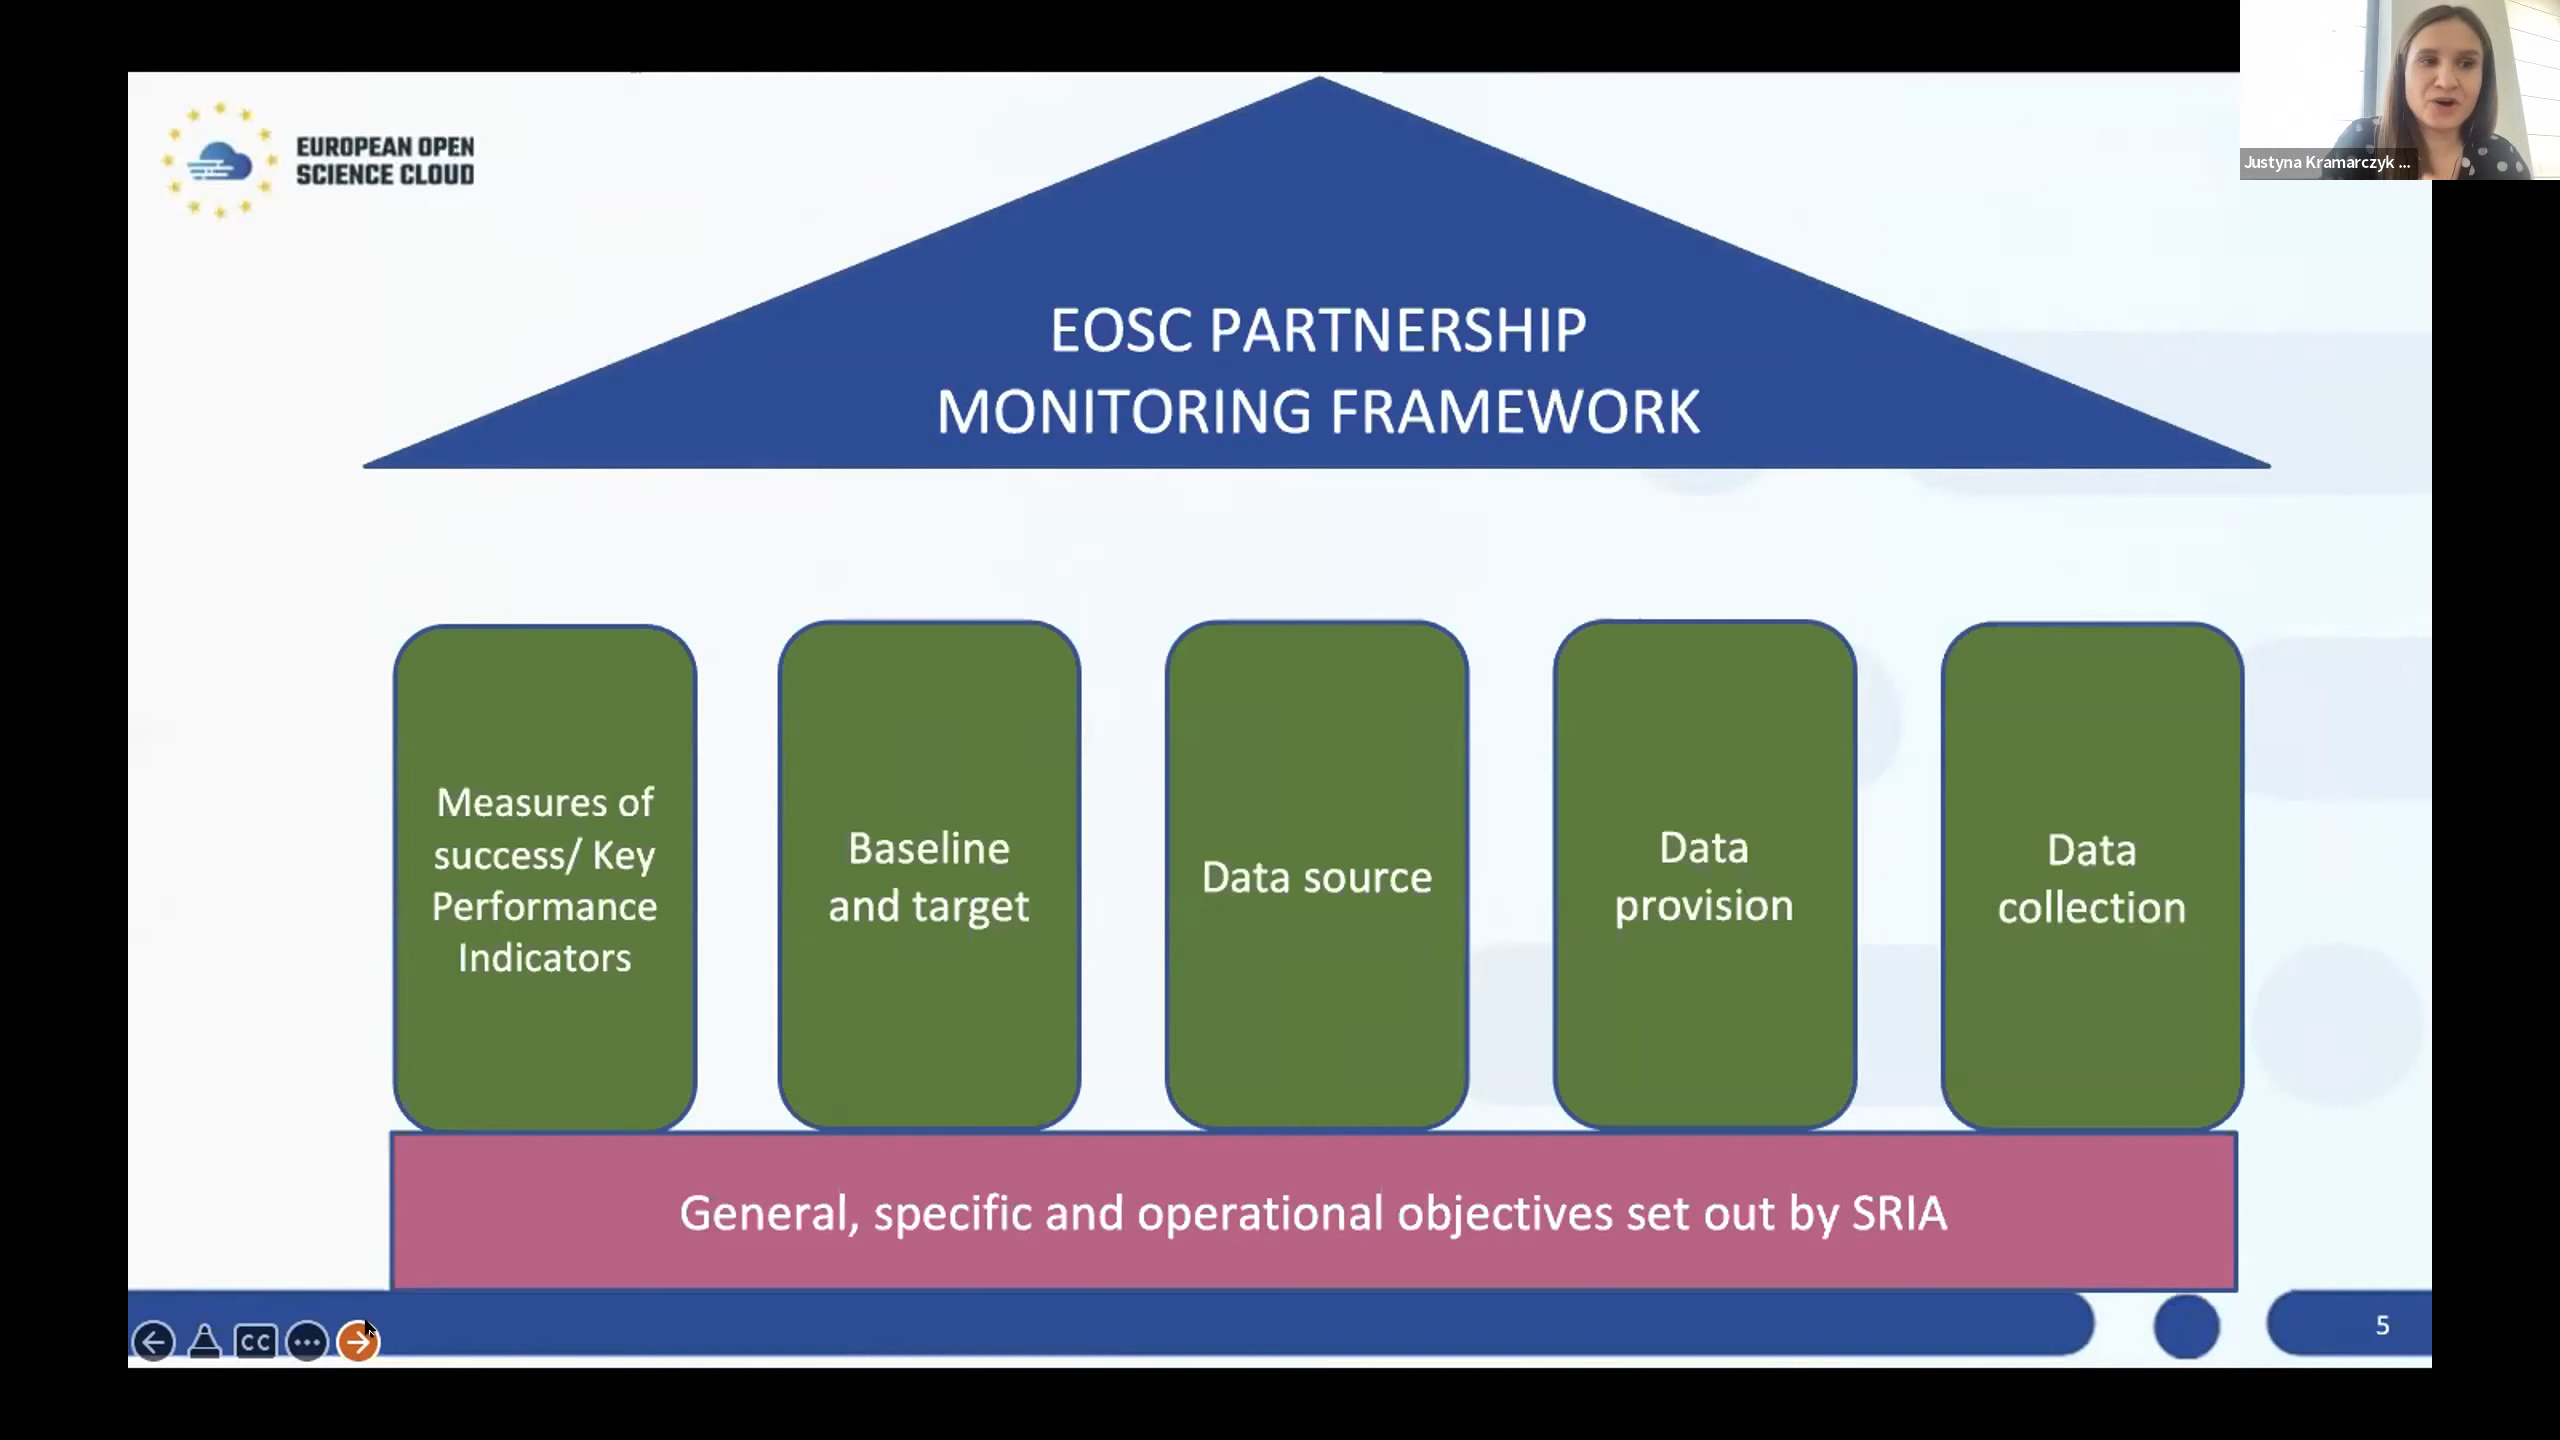 EUROPEAN OPEN
SCIENCE CLOUD
Justyna Kramarczyk ...
EOSC PARTNERSHIP
MONITORING FRAMEWORK
Measures of
success/ Key
Performance
Indicators
Baseline
and target
Data source
Data
provision
Data
collection
General, specific and operational objectives set out by SRIA
CC
5